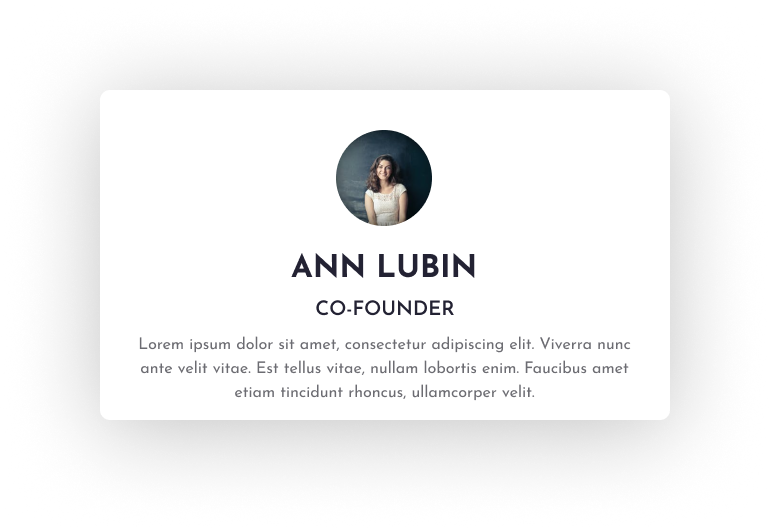 ANN LUBIN
CO-FOUNDER
Lorem ipsum dolor sit amet, consectetur adipiscing elit. Viverra nunc
ante velit vitae. Est tellus vitae, nullam lobortis enim. Faucibus amet
etiam tincidunt rhoncus, ullamcorper velit.